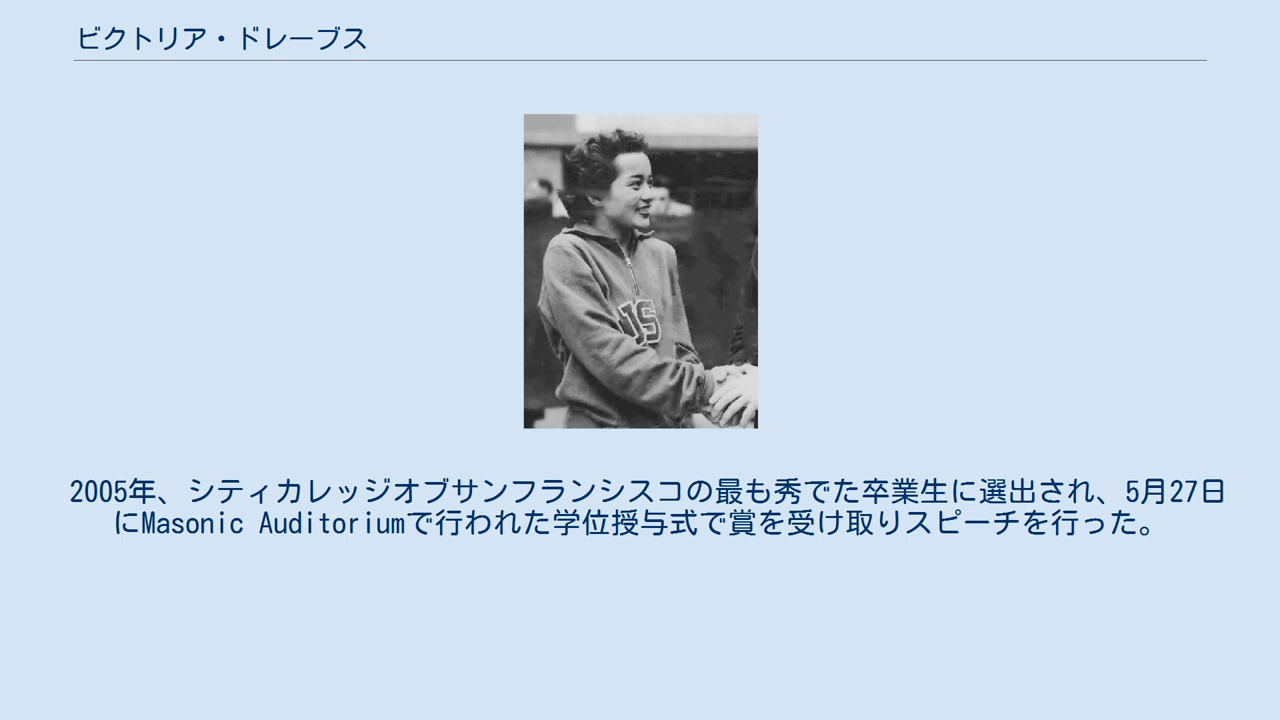 ビクトリア・ドレーブス
US
2005年、シティカレッジオブサンフランシスコの最も秀でた卒業生に選出され、5月27日
にMasonic Auditoriumで行われた学位授与式で賞を受け取りスピーチを行った。